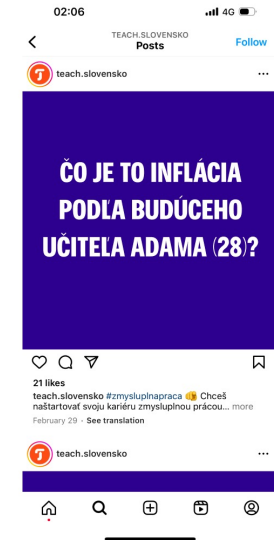 02:06
4G
TEACH.SLOVENSKO
Posts
Follow
teach.slovensko
ČO JE TO INFLÁCIA
PODĽA BUDÚCEHO
UČITEĽA ADAMA (28)?
21 likes
teach.slovensko #zmysluplnapraca 🫵 Chceš
naštartovať svoju kariéru zmysluplnou prácou... more
February 29 · See translation
teach.slovensko